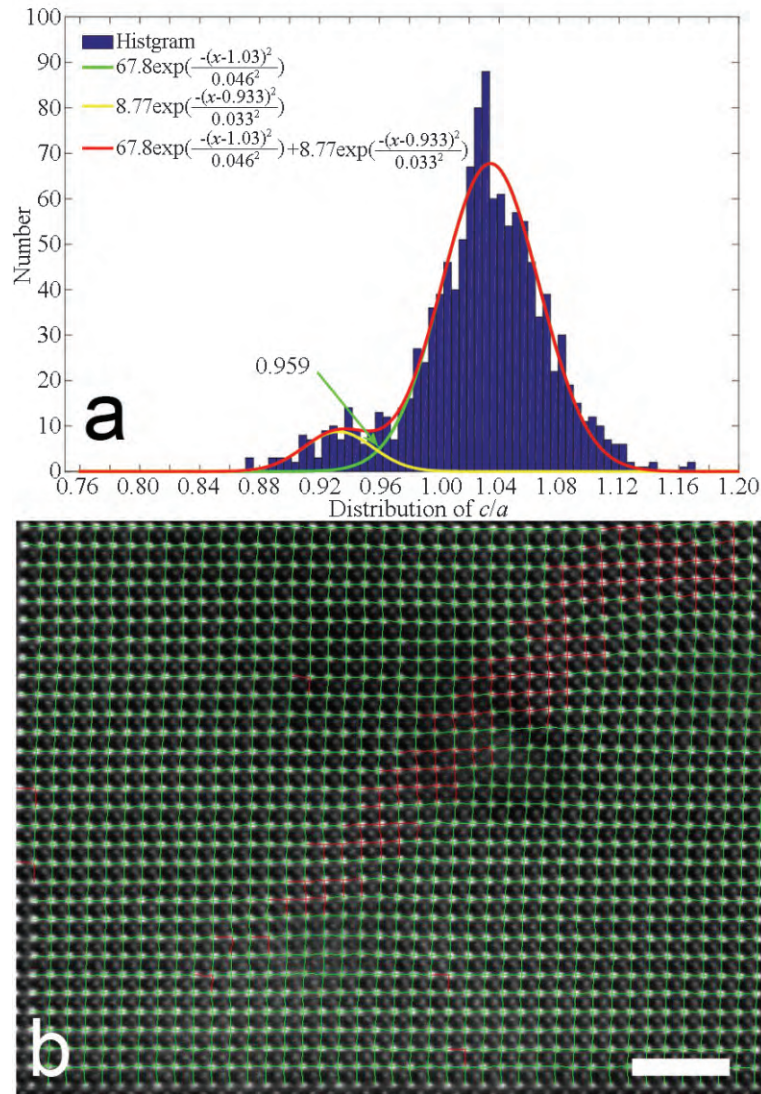 100
90
80
70
60
50
40
30
20
10
0
Number
Histgram
67.8exp(-(x-1.03)²/0.046²)
8.77exp(-(x-0.933)²/0.033²)
67.8exp(-(x-1.03)²/0.046²)+8.77exp(-(x-0.933)²/0.033²)
0.959
a
0.76 0.80 0.84 0.88 0.92 0.96 1.00 1.04 1.08 1.12 1.16 1.20
Distribution of c/a
b